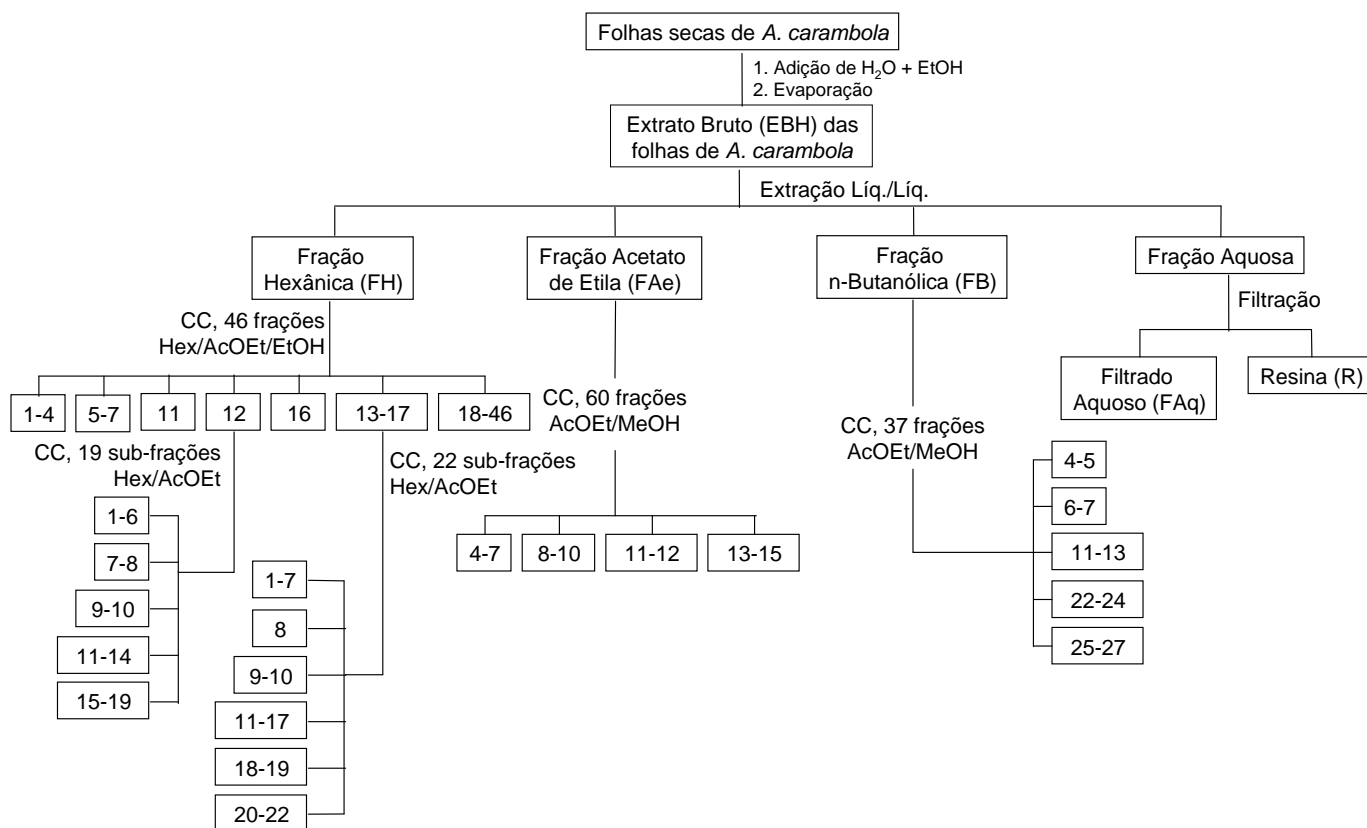 Folhas secas de A. carambola
1. Adição de H₂O + EtOH
2. Evaporação
Extrato Bruto (EBH) das
folhas de A. carambola
Extração Líq./Líq.
Fração
Hexânica (FH)
Fração Acetato
de Etila (FAe)
Fração
n-Butanólica (FB)
Fração Aquosa
CC, 46 frações
Hex/AcOEt/EtOH
Filtração
1-4
5-7
11
12
16
13-17
18-46
CC, 60 frações
AcOEt/MeOH
Filtrado
Aquoso (FAq)
Resina (R)
CC, 37 frações
AcOEt/MeOH
CC, 19 sub-frações
Hex/AcOEt
CC, 22 sub-frações
Hex/AcOEt
1-6
7-8
9-10
11-14
15-19
1-7
8
9-10
11-17
18-19
20-22
4-7
8-10
11-12
13-15
4-5
6-7
11-13
22-24
25-27